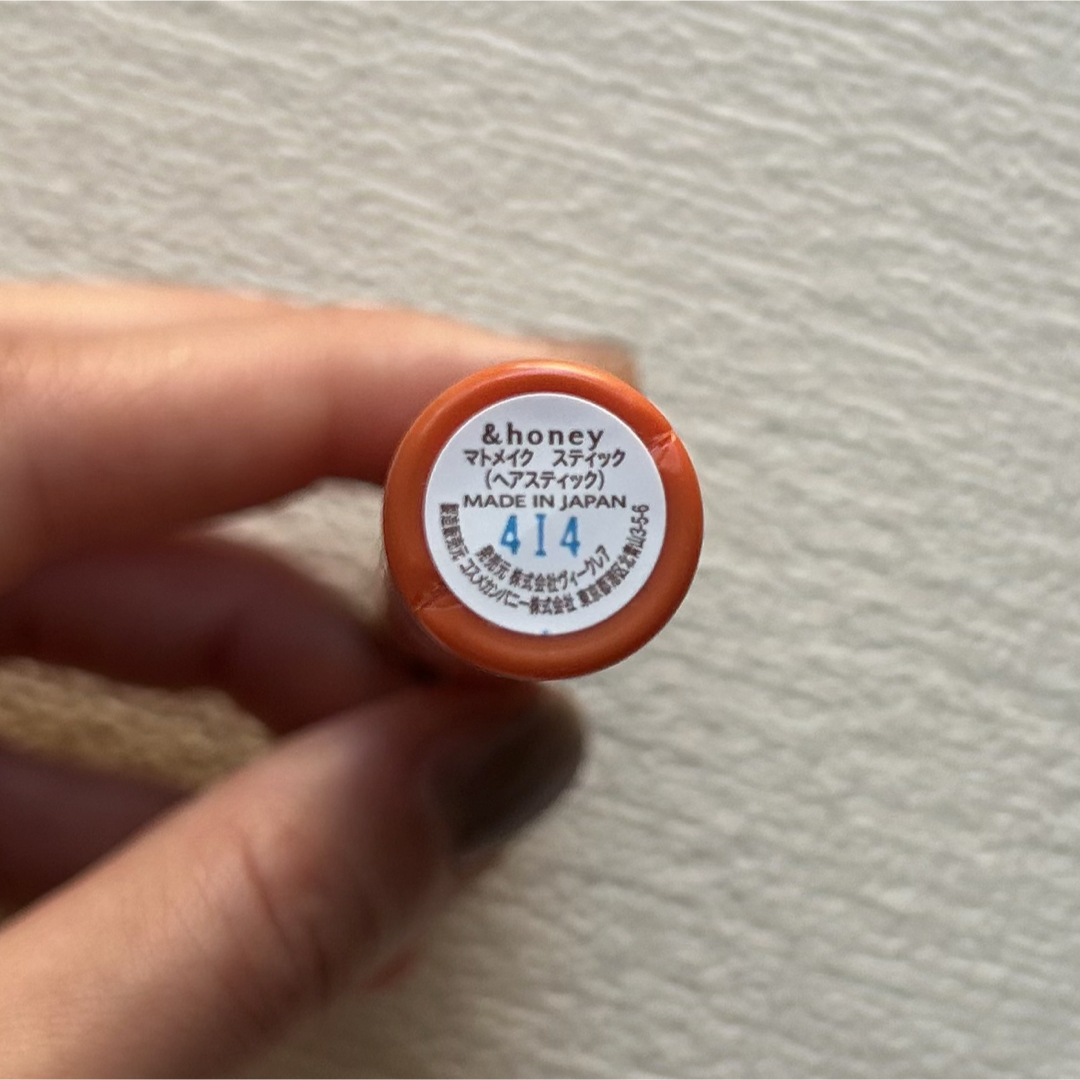 &honey
マトメイク スティック
(ヘアスティック)
MADE IN JAPAN
4I4
発売元 株式会社ヴィークレア
製造販売元 コスメカンパニー株式会社 東京都港区北青山3-5-6